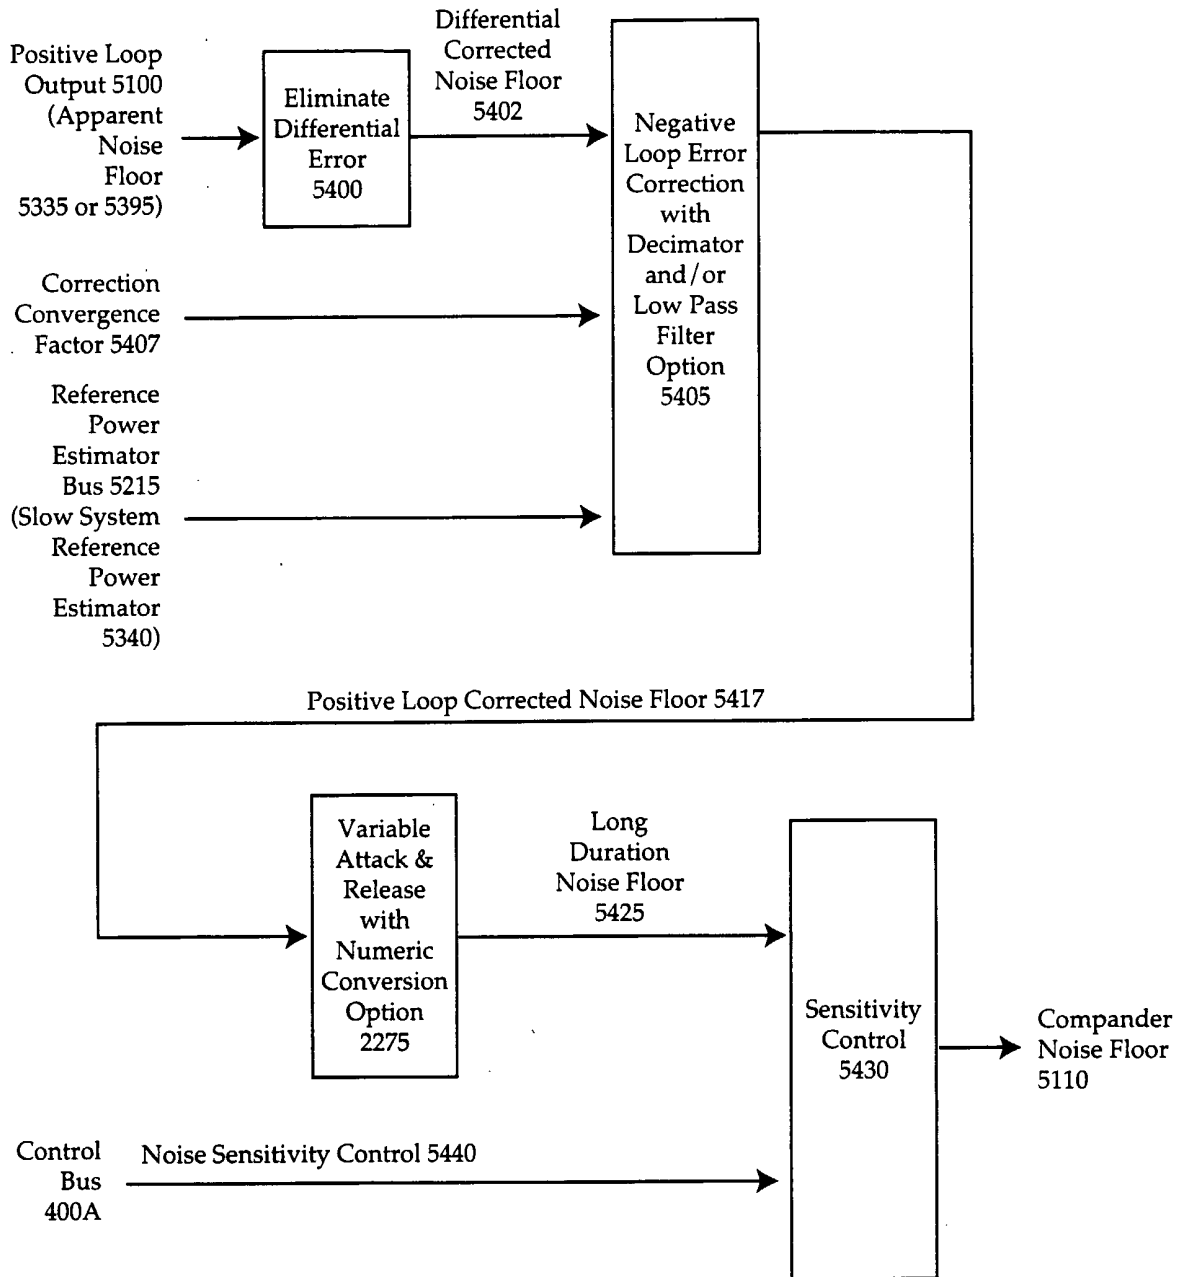 Positive Loop
Output 5100
(Apparent
Noise
Floor
5335 or 5395)
Eliminate
Differential
Error
5400
Differential
Corrected
Noise Floor
5402
Negative
Loop Error
Correction
with
Decimator
and/or
Low Pass
Filter
Option
5405
Correction
Convergence
Factor 5407
Reference
Power
Estimator
Bus 5215
(Slow System
Reference
Power
Estimator
5340)
Positive Loop Corrected Noise Floor 5417
Variable
Attack &
Release
with
Numeric
Conversion
Option
2275
Long
Duration
Noise Floor
5425
Sensitivity
Control
5430
Compander
Noise Floor
5110
Control
Bus
400A
Noise Sensitivity Control 5440